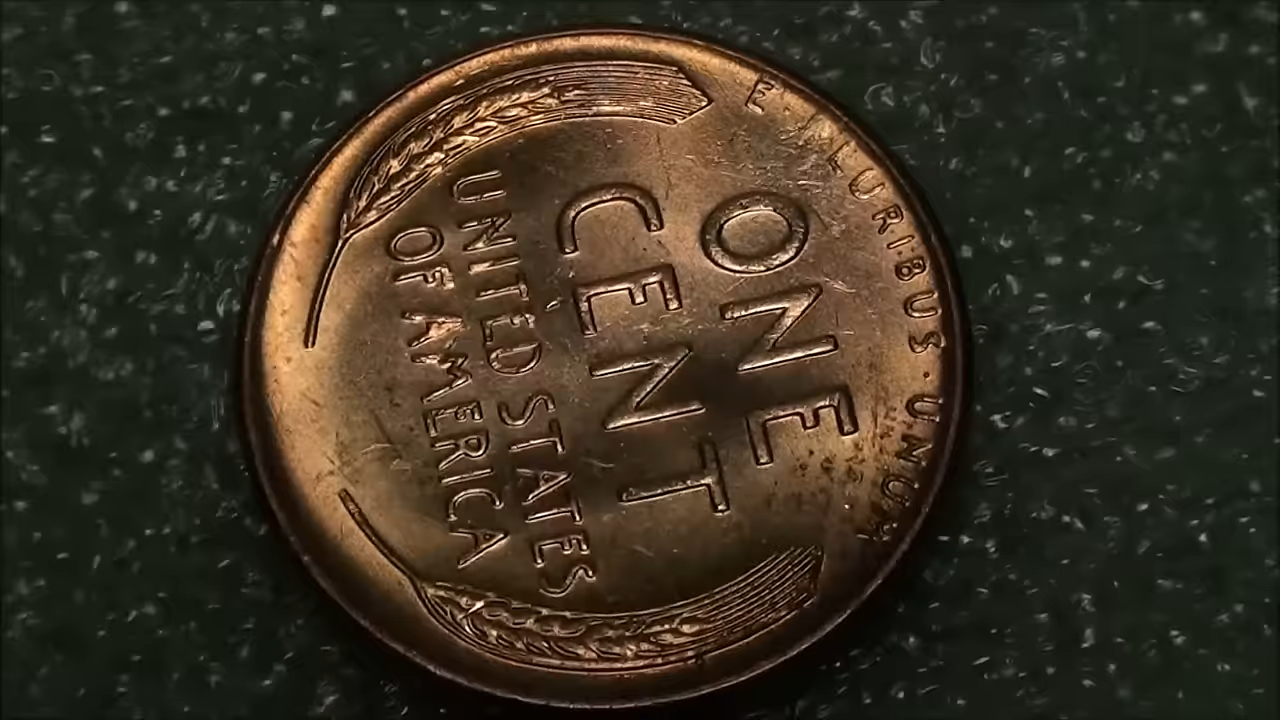 E · PLURIBUS · UNUM
ONE
CENT
UNITED STATES
OF AMERICA